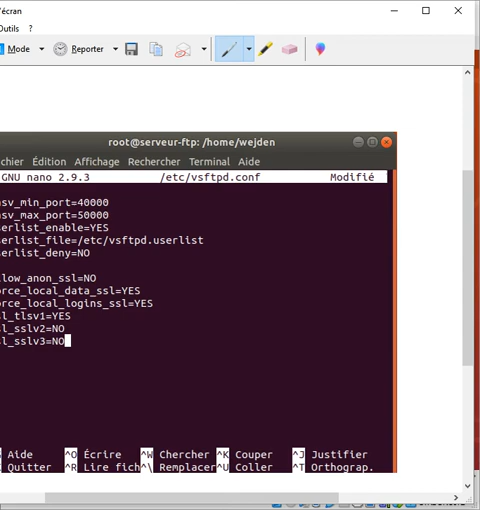 l'écran
Outils ?
Mode Reporter
root@serveur-ftp: /home/wejden
chier Édition Affichage Rechercher Terminal Aide
GNU nano 2.9.3 /etc/vsftpd.conf Modifié
sv_min_port=40000
sv_max_port=50000
serlist_enable=YES
serlist_file=/etc/vsftpd.userlist
serlist_deny=NO
low_anon_ssl=NO
rce_local_data_ssl=YES
rce_local_logins_ssl=YES
l_tlsv1=YES
l_sslv2=NO
l_sslv3=NO
Aide ^O Écrire ^W Chercher ^K Couper ^J Justifier
Quitter ^R Lire fich^\ Remplacer^U Coller ^T Orthograp.